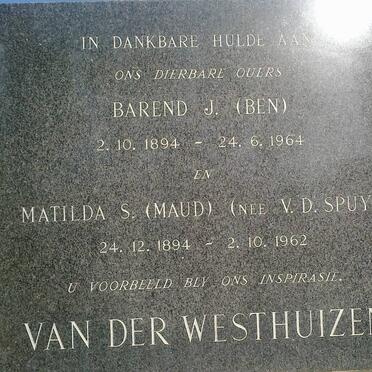 IN DANKBARE HULDE AAN
ONS DIERBARE OUERS
BAREND J. (BEN)
2.10.1894 - 24.6.1964
EN
MATILDA S. (MAUD) (NEE V.D. SPUY
24.12.1894 - 2.10.1962
U VOORBEELD BLY ONS INSPIRASIE.
VAN DER WESTHUIZEN